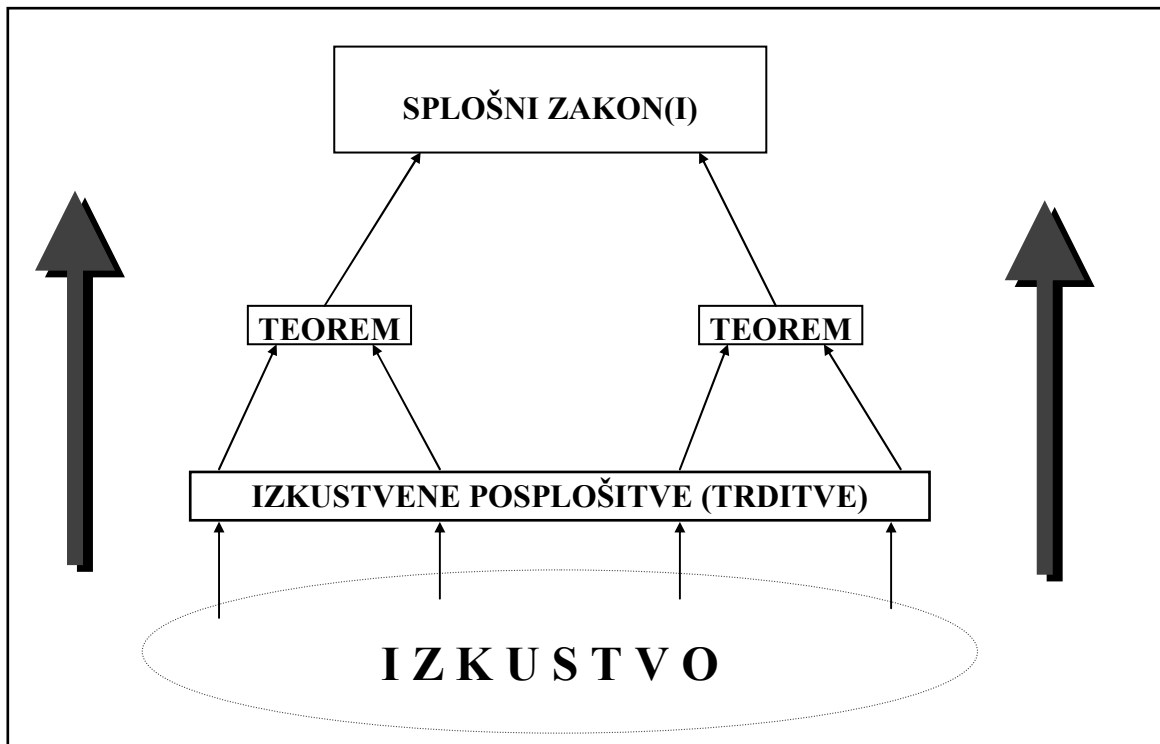 SPLOŠNI ZAKON(I)
TEOREM
TEOREM
IZKUSTVENE POSPLOŠITVE (TRDITVE)
I Z K U S T V O